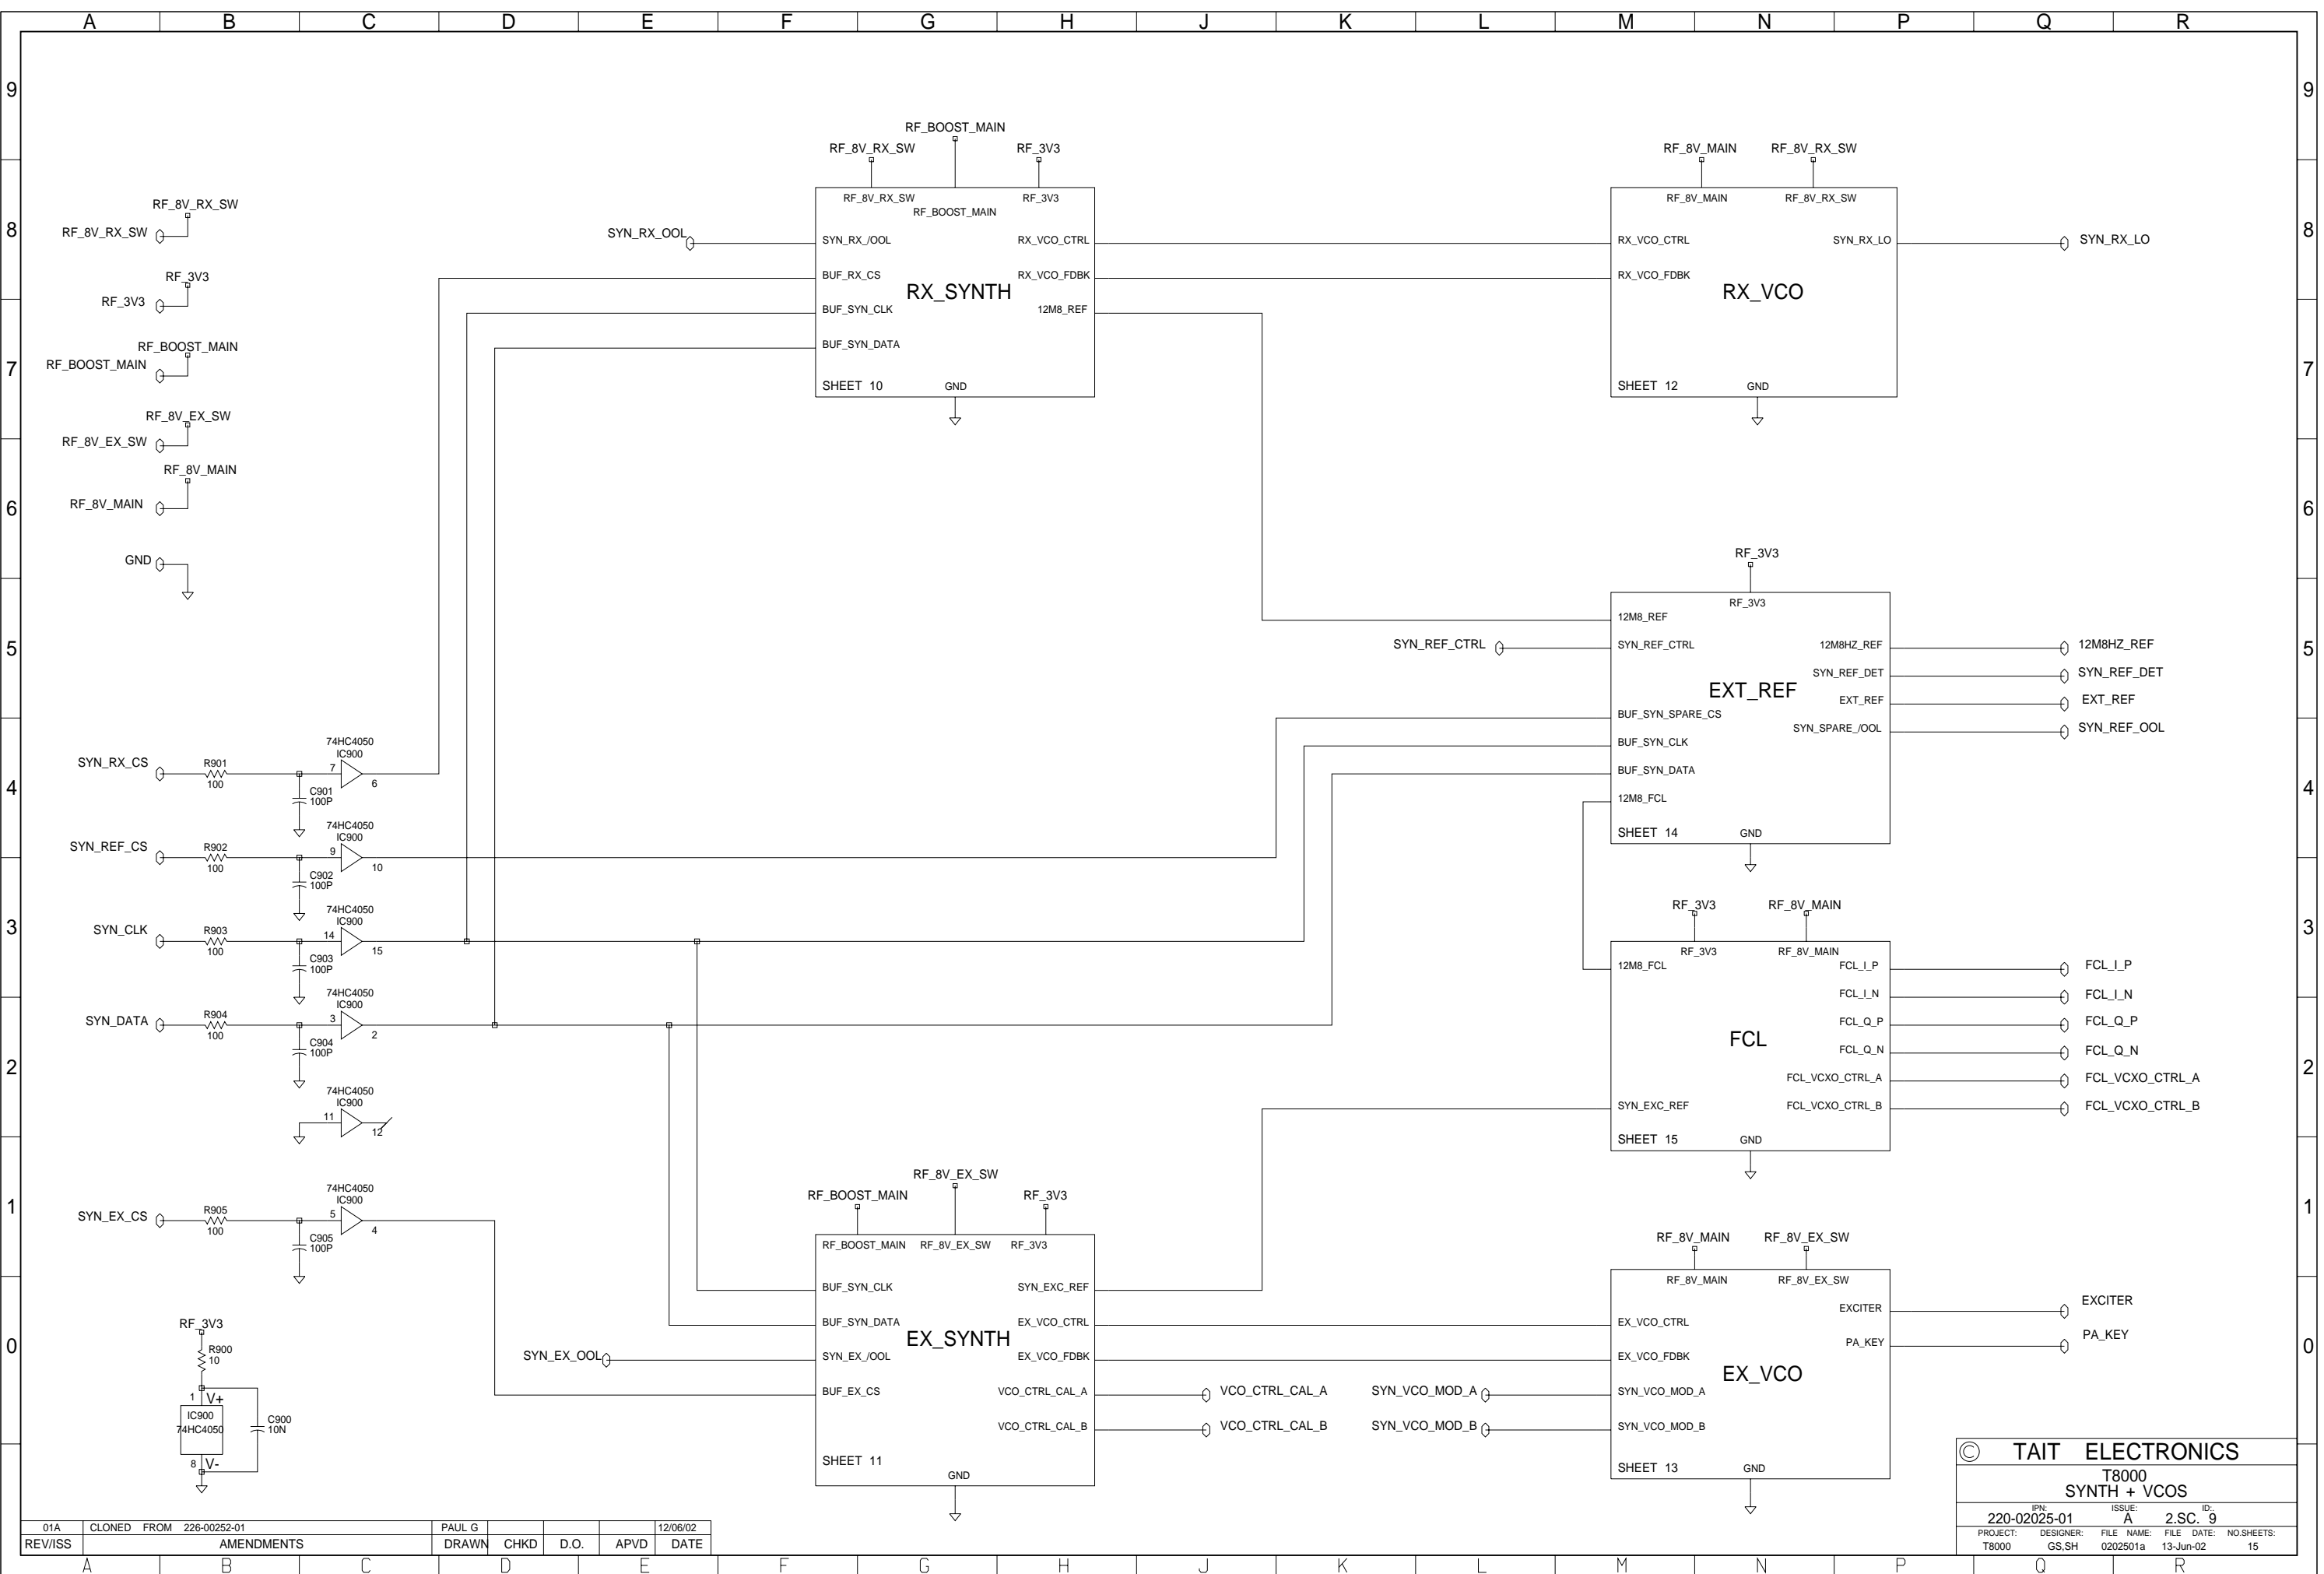 A B C D E F G H J K L M N P Q R
9 9
8 8
7 7
6 6
5 5
4 4
3 3
2 2
1 1
0 0
RF_8V_RX_SW
RF_8V_RX_SW
RF_3V3
RF_3V3
RF_BOOST_MAIN
RF_BOOST_MAIN
RF_8V_EX_SW
RF_8V_EX_SW
RF_8V_MAIN
RF_8V_MAIN
GND
SYN_RX_CS
R901
100
C901
100P
74HC4050
IC900
7
6
SYN_REF_CS
R902
100
C902
100P
74HC4050
IC900
9
10
SYN_CLK
R903
100
C903
100P
74HC4050
IC900
14
15
SYN_DATA
R904
100
C904
100P
74HC4050
IC900
3
2
74HC4050
IC900
11
12
SYN_EX_CS
R905
100
C905
100P
74HC4050
IC900
5
4
RF_3V3
R900
10
1 V+
IC900
74HC4050
C900
10N
8 V-
RF_BOOST_MAIN
RF_8V_RX_SW
RF_3V3
RF_8V_RX_SW
RF_BOOST_MAIN
RF_3V3
SYN_RX_OOL
SYN_RX_/OOL
BUF_RX_CS
BUF_SYN_CLK
BUF_SYN_DATA
RX_SYNTH
RX_VCO_CTRL
RX_VCO_FDBK
12M8_REF
SHEET 10
GND
RF_8V_MAIN
RF_8V_RX_SW
RF_8V_MAIN
RF_8V_RX_SW
RX_VCO_CTRL
RX_VCO_FDBK
RX_VCO
SYN_RX_LO
SYN_RX_LO
SHEET 12
GND
RF_3V3
RF_3V3
12M8_REF
SYN_REF_CTRL
SYN_REF_CTRL
EXT_REF
BUF_SYN_SPARE_CS
BUF_SYN_CLK
BUF_SYN_DATA
12M8_FCL
12M8HZ_REF
SYN_REF_DET
EXT_REF
SYN_SPARE_/OOL
12M8HZ_REF
SYN_REF_DET
EXT_REF
SYN_REF_OOL
SHEET 14
GND
RF_3V3
RF_8V_MAIN
RF_3V3
RF_8V_MAIN
12M8_FCL
FCL
SYN_EXC_REF
FCL_I_P
FCL_I_N
FCL_Q_P
FCL_Q_N
FCL_VCXO_CTRL_A
FCL_VCXO_CTRL_B
FCL_I_P
FCL_I_N
FCL_Q_P
FCL_Q_N
FCL_VCXO_CTRL_A
FCL_VCXO_CTRL_B
SHEET 15
GND
RF_8V_EX_SW
RF_BOOST_MAIN
RF_3V3
RF_BOOST_MAIN
RF_8V_EX_SW
RF_3V3
BUF_SYN_CLK
BUF_SYN_DATA
SYN_EX_OOL
SYN_EX_/OOL
BUF_EX_CS
EX_SYNTH
SYN_EXC_REF
EX_VCO_CTRL
EX_VCO_FDBK
VCO_CTRL_CAL_A
VCO_CTRL_CAL_B
VCO_CTRL_CAL_A
VCO_CTRL_CAL_B
SHEET 11
GND
RF_8V_MAIN
RF_8V_EX_SW
RF_8V_MAIN
RF_8V_EX_SW
EX_VCO_CTRL
EX_VCO_FDBK
SYN_VCO_MOD_A
SYN_VCO_MOD_A
SYN_VCO_MOD_B
SYN_VCO_MOD_B
EX_VCO
EXCITER
PA_KEY
EXCITER
PA_KEY
SHEET 13
GND
© TAIT ELECTRONICS
T8000
SYNTH + VCOS
IPN: ISSUE: ID:.
220-02025-01 A 2.SC. 9
PROJECT: DESIGNER: FILE NAME: FILE DATE: NO.SHEETS:
T8000 GS,SH 0202501a 13-Jun-02 15
01A CLONED FROM 226-00252-01 PAUL G 12/06/02
REV/ISS AMENDMENTS DRAWN CHKD D.O. APVD DATE
A B C D E F G H J K L M N P Q R